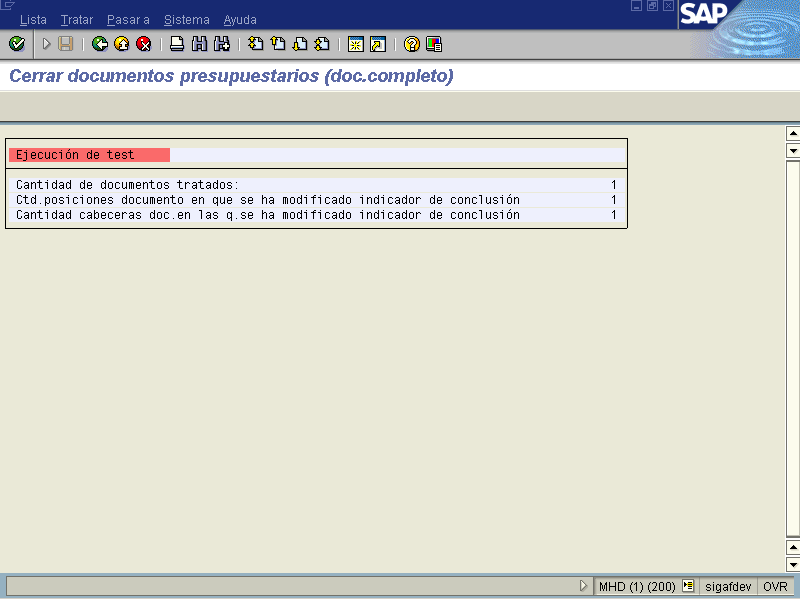 Lista Tratar Pasar a Sistema Ayuda
SAP
Cerrar documentos presupuestarios (doc.completo)
Ejecución de test
Cantidad de documentos tratados: 1
Ctd.posiciones documento en que se ha modificado indicador de conclusión 1
Cantidad cabeceras doc.en las q.se ha modificado indicador de conclusión 1
MHD (1) (200) sigafdev OVR